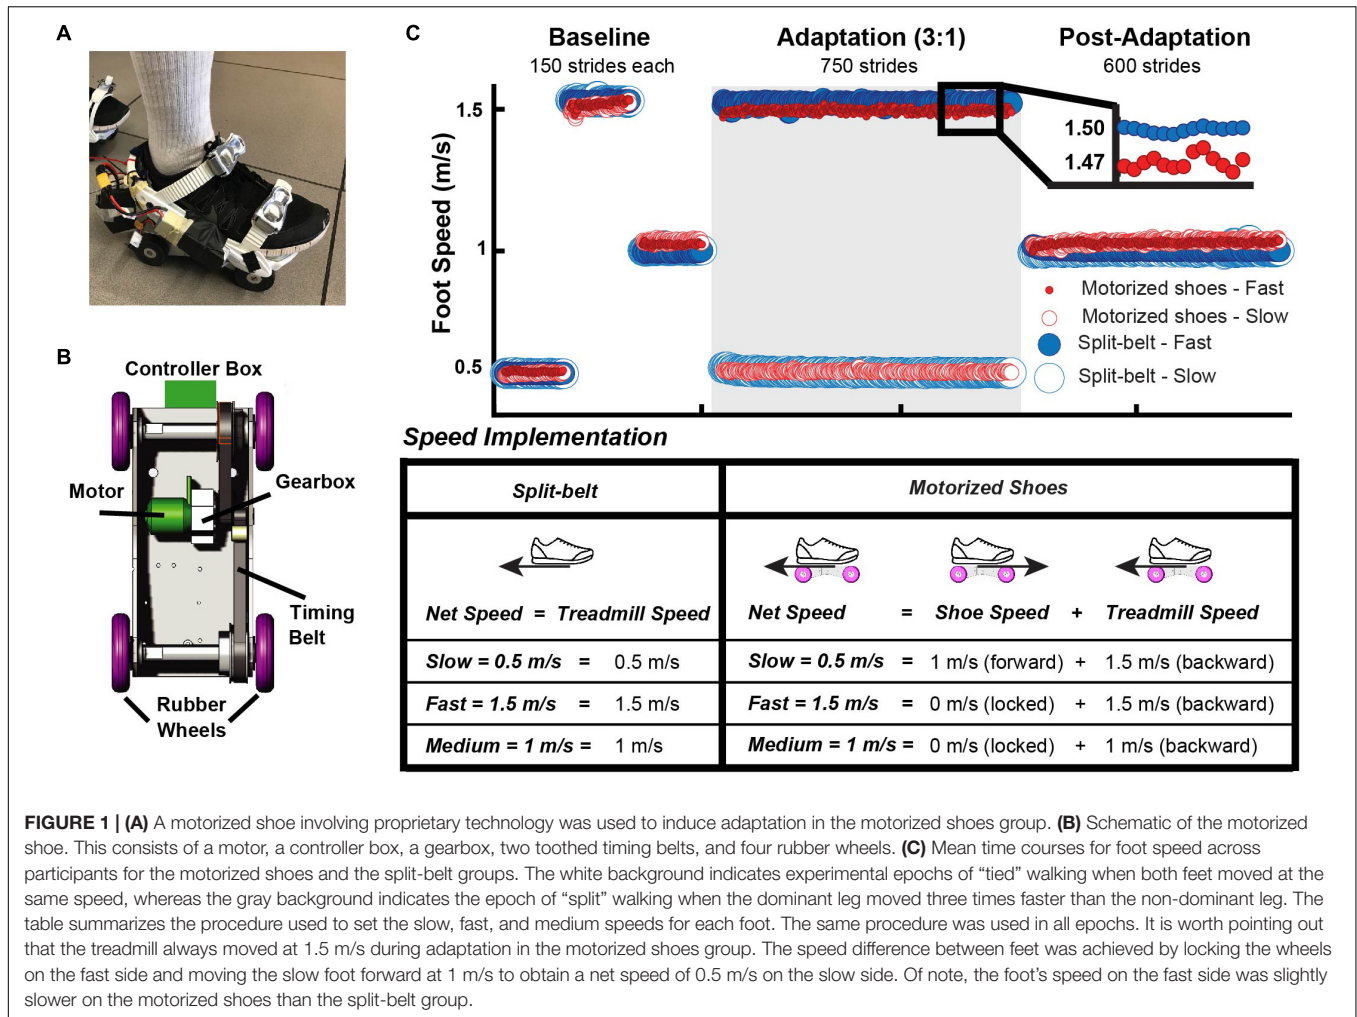 A
B
Controller Box
Motor
Gearbox
Timing
Belt
Rubber
Wheels
C
Baseline
150 strides each
Adaptation (3:1)
750 strides
Post-Adaptation
600 strides
Foot Speed (m/s)
1.5
1
0.5
1.50
1.47
Motorized shoes - Fast
Motorized shoes - Slow
Split-belt - Fast
Split-belt - Slow
Speed Implementation
Split-belt
Motorized Shoes
Net Speed = Treadmill Speed
Net Speed = Shoe Speed + Treadmill Speed
Slow = 0.5 m/s = 0.5 m/s
Slow = 0.5 m/s = 1 m/s (forward) + 1.5 m/s (backward)
Fast = 1.5 m/s = 1.5 m/s
Fast = 1.5 m/s = 0 m/s (locked) + 1.5 m/s (backward)
Medium = 1 m/s = 1 m/s
Medium = 1 m/s = 0 m/s (locked) + 1 m/s (backward)
FIGURE 1 | (A) A motorized shoe involving proprietary technology was used to induce adaptation in the motorized shoes group. (B) Schematic of the motorized
shoe. This consists of a motor, a controller box, a gearbox, two toothed timing belts, and four rubber wheels. (C) Mean time courses for foot speed across
participants for the motorized shoes and the split-belt groups. The white background indicates experimental epochs of “tied” walking when both feet moved at the
same speed, whereas the gray background indicates the epoch of “split” walking when the dominant leg moved three times faster than the non-dominant leg. The
table summarizes the procedure used to set the slow, fast, and medium speeds for each foot. The same procedure was used in all epochs. It is worth pointing out
that the treadmill always moved at 1.5 m/s during adaptation in the motorized shoes group. The speed difference between feet was achieved by locking the wheels
on the fast side and moving the slow foot forward at 1 m/s to obtain a net speed of 0.5 m/s on the slow side. Of note, the foot’s speed on the fast side was slightly
slower on the motorized shoes than the split-belt group.